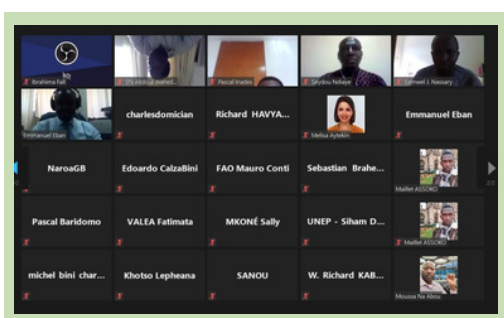 Ibrahima Fall
Pascal Irades
Seydou Ndiaye
Samwel J. Nassary
Emmanuel Eban
charlesdomician
Richard HAVYA...
Melisa Aytekin
Emmanuel Eban
NaroaGB
Edoardo CalzaBini
FAO Mauro Conti
Sebastian Brahe...
Maillet ASSOKO
Pascal Baridomo
VALEA Fatimata
MKONÉ Sally
UNEP - Siham D...
Maillet ASSOKO
michel bini char...
Khotso Lepheana
SANOU
W. Richard KAB...
Moussa Na Abou